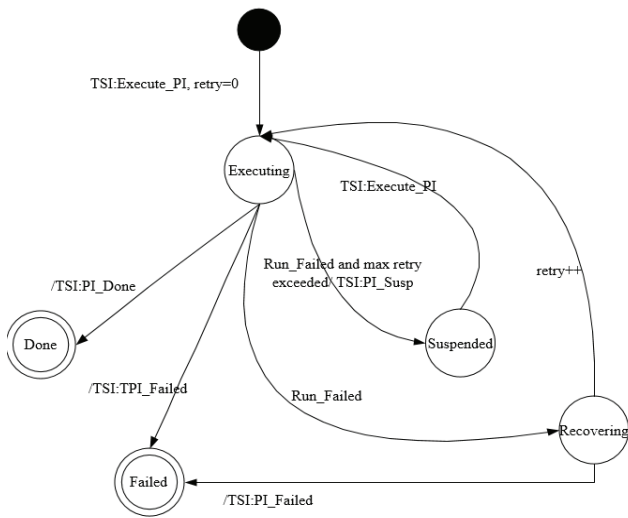 TSI:Execute_PI, retry=0
Executing
TSI:Execute_PI
Run_Failed and max retry
exceeded/ TSI:PI_Susp
retry++
/TSI:PI_Done
Done
Suspended
/TSI:TPI_Failed
Run_Failed
Recovering
Failed
/TSI:PI_Failed